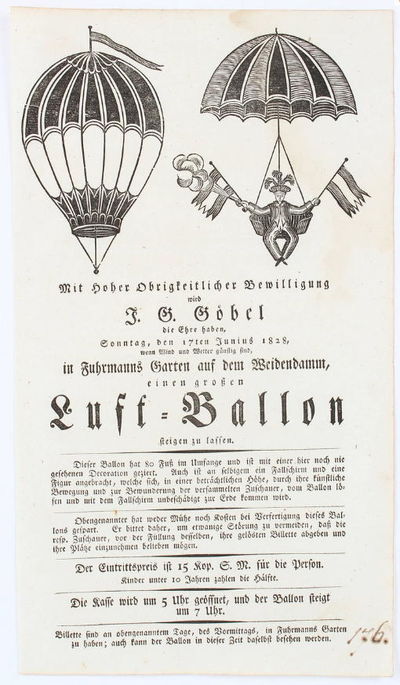 Mit Hoher Obrigkeitlicher Bewilligung
wird
J. G. Göbel
die Ehre haben,
Sonntag, den 17ten Junius 1828,
wenn Wind und Wetter günstig sind,
in Fuhrmanns Garten auf dem Weidendamm,
einen großen
Luft-Ballon
steigen zu lassen.
Dieser Ballon hat 80 Fuß im Umfange und ist mit einer hier noch nie
gesehenen Decoration geziert. Auch ist an selbigem ein Fallschirm und eine
Figur angebracht, welche sich, in einer beträchtlichen Höhe, durch ihre künstliche
Bewegung und zur Bewunderung der versammelten Zuschauer, vom Ballon lö-
sen und mit dem Fallschirm unbeschädigt zur Erde kommen wird.
Obengenannter hat weder Mühe noch Kosten bei Verfertigung dieses Bal-
lons gespart. Er bittet daher, um etwanige Störung zu vermeiden, daß die
resp. Zuschauer, vor der Füllung desselben, ihre gelösten Billette abgeben und
ihre Plätze einzunehmen belieben mögen.
Der Eintrittspreis ist 15 Kop. S. M. für die Person.
Kinder unter 10 Jahren zahlen die Hälfte.
Die Kasse wird um 5 Uhr geöffnet, und der Ballon steigt
um 7 Uhr.
Billette sind an obengenanntem Tage, des Vormittags, in Fuhrmanns Garten
zu haben; auch kann der Ballon in dieser Zeit daselbst besehen werden.